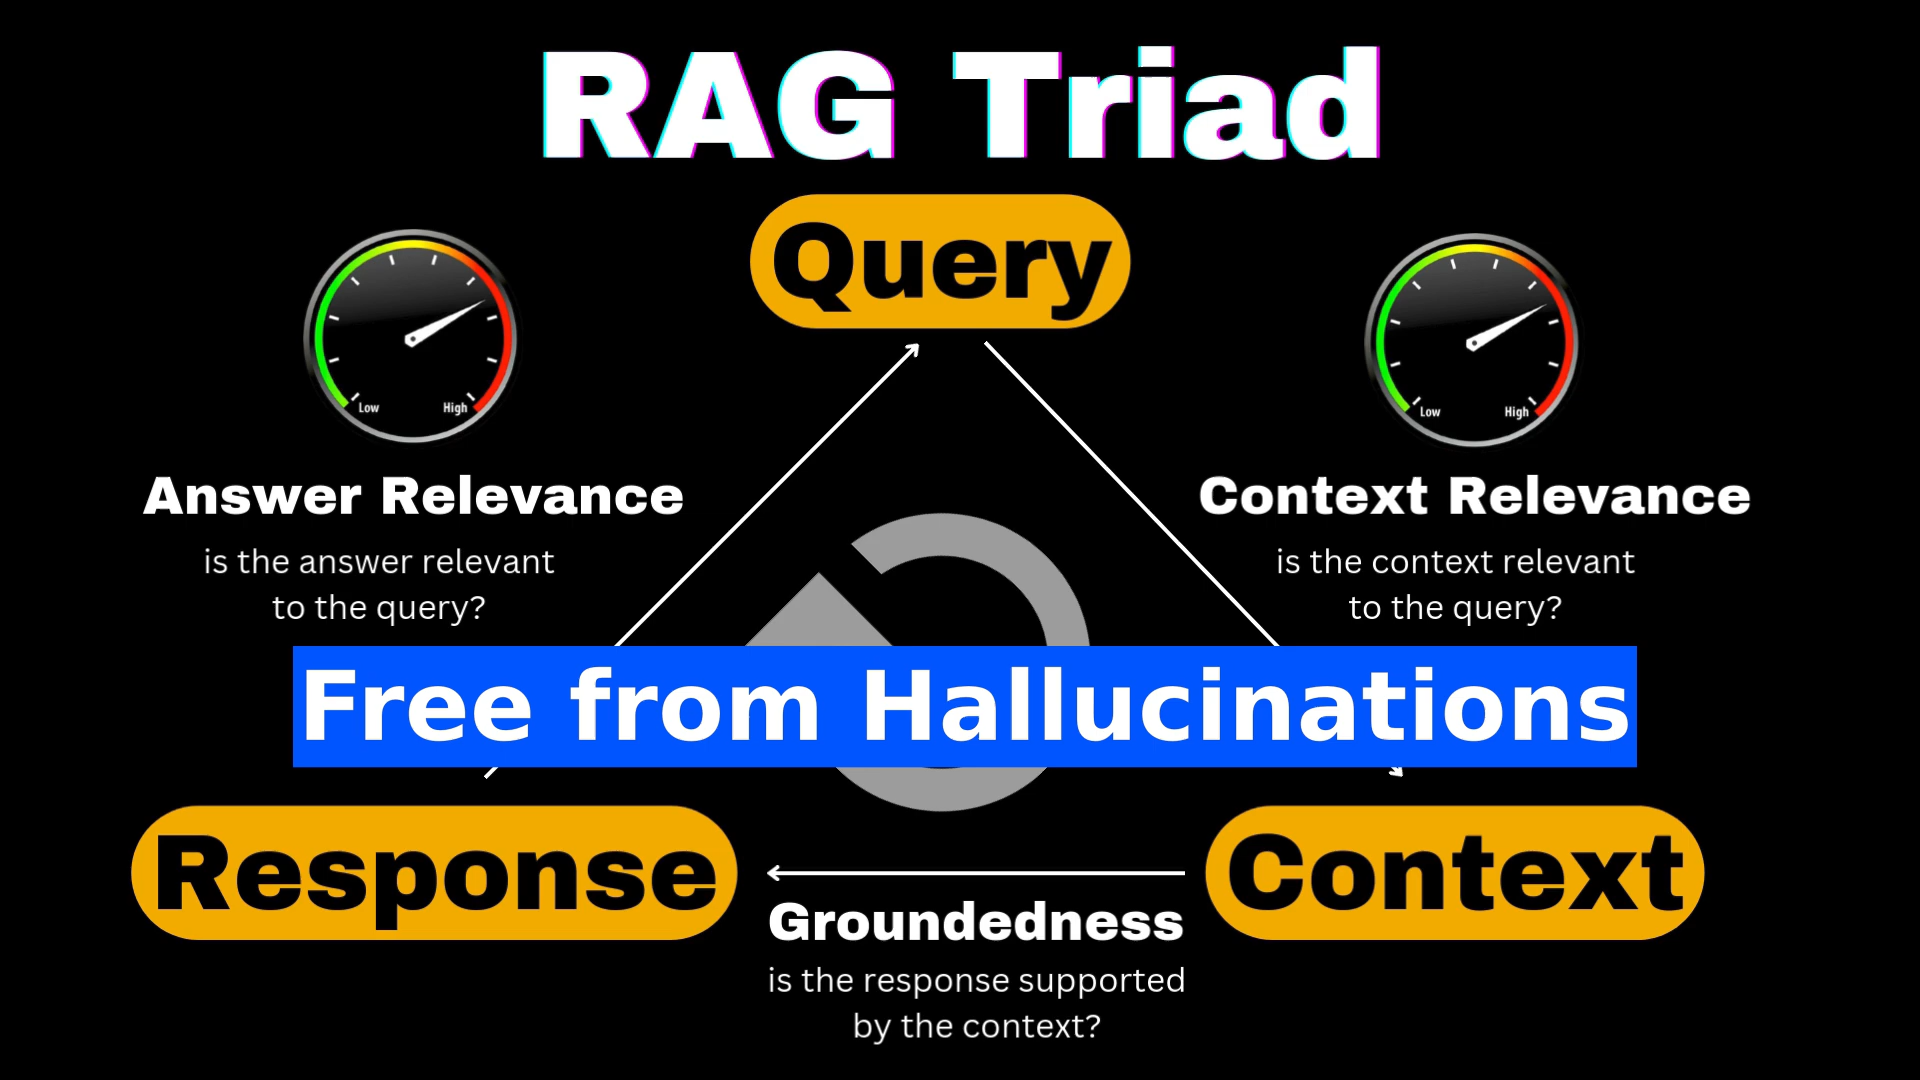 RAG Triad
Query
Low High
Low High
Answer Relevance
is the answer relevant
to the query?
Context Relevance
is the context relevant
to the query?
Free from Hallucinations
Response
Context
Groundedness
is the response supported
by the context?